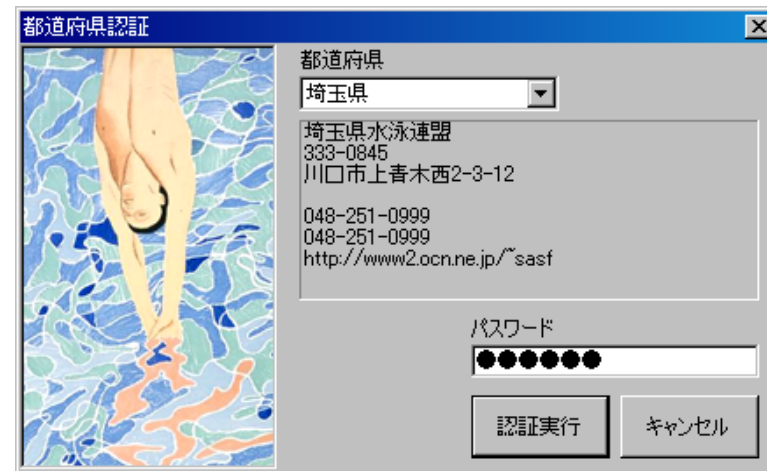 都道府県認証
都道府県
埼玉県
埼玉県水泳連盟
333-0845
川口市上青木西2-3-12
048-251-0999
048-251-0999
http://www2.ocn.ne.jp/~sasf
パスワード
●●●●●●
認証実行
キャンセル